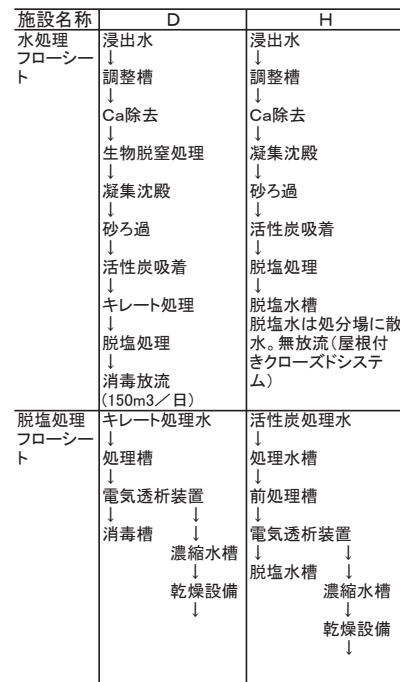 施設名称 D H
水処理
フローシー
ト
浸出水
↓
調整槽
↓
Ca除去
↓
生物脱窒処理
↓
凝集沈殿
↓
砂ろ過
↓
活性炭吸着
↓
キレート処理
↓
脱塩処理
↓
消毒放流
(150m3／日)
浸出水
↓
調整槽
↓
Ca除去
↓
凝集沈殿
↓
砂ろ過
↓
活性炭吸着
↓
脱塩処理
↓
脱塩水槽
脱塩水は処分場に散
水。無放流（屋根付
きクローズドシステ
ム）
脱塩処理
フローシー
ト
キレート処理水
↓
処理槽
↓
電気透析装置
↓ ↓
消毒槽 ↓
濃縮水槽
↓
乾燥設備
↓
活性炭処理水
↓
処理水槽
↓
前処理槽
↓
電気透析装置
↓ ↓
脱塩水槽 ↓
濃縮水槽
↓
乾燥設備
↓